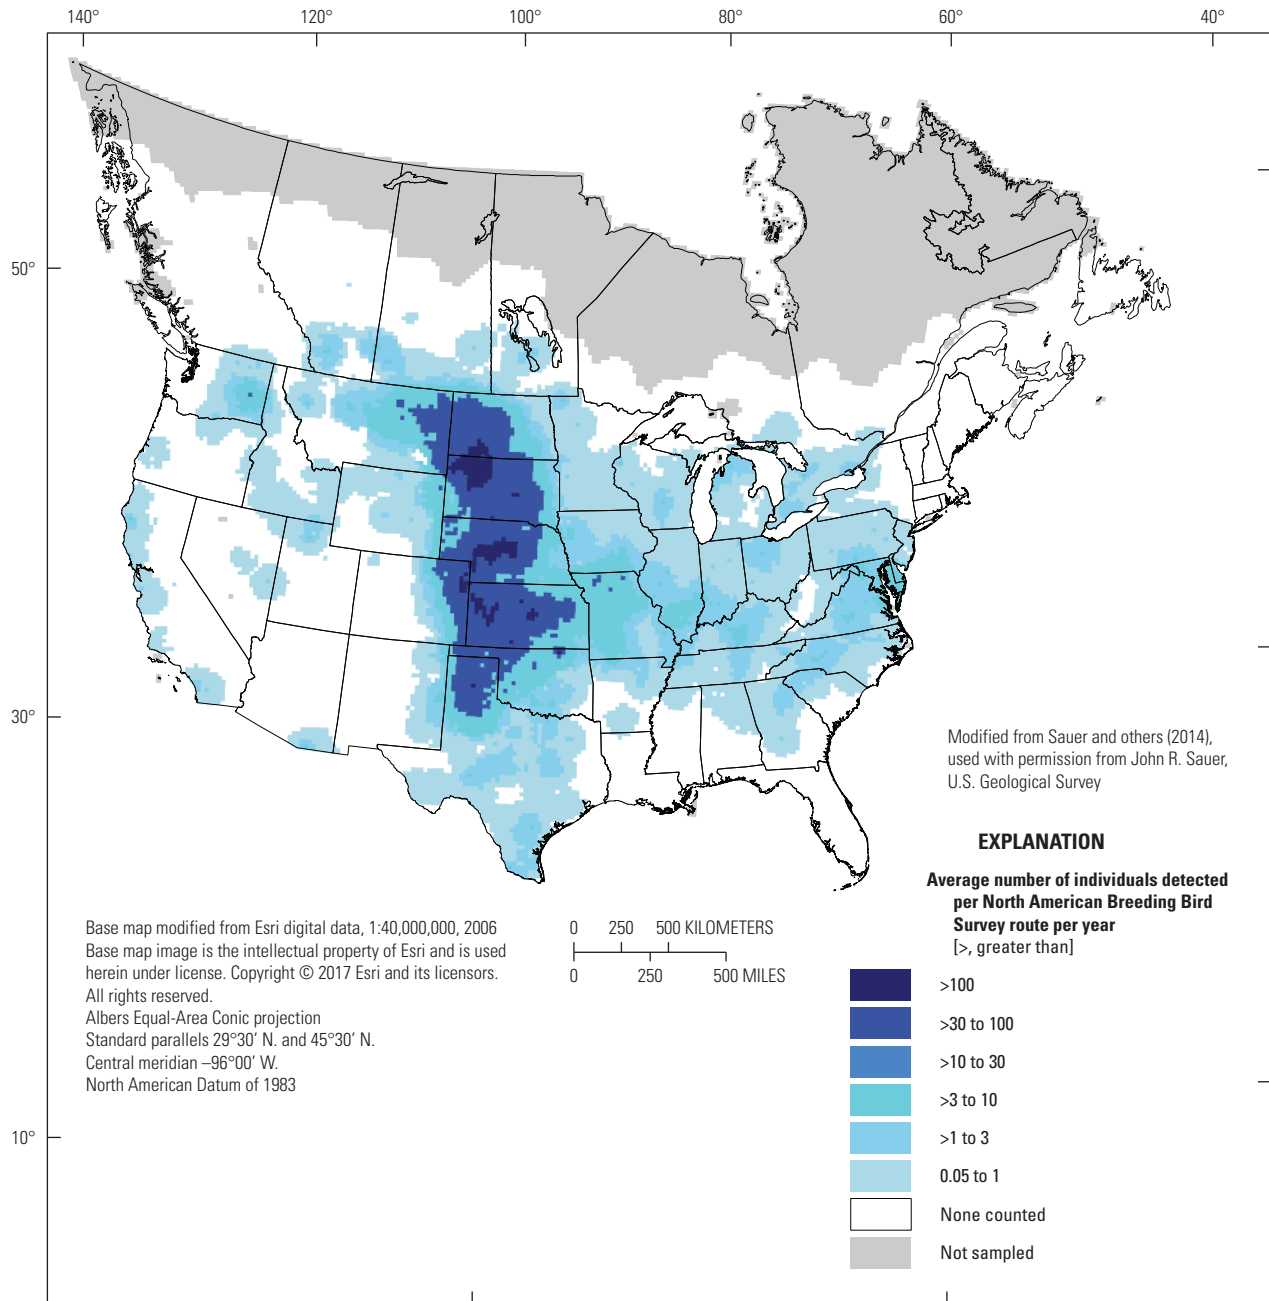 140°
120°
100°
80°
60°
40°
50°
30°
10°
Modified from Sauer and others (2014),
used with permission from John R. Sauer,
U.S. Geological Survey
EXPLANATION
Average number of individuals detected
per North American Breeding Bird
Survey route per year
[>, greater than]
>100
>30 to 100
>10 to 30
>3 to 10
>1 to 3
0.05 to 1
None counted
Not sampled
Base map modified from Esri digital data, 1:40,000,000, 2006
Base map image is the intellectual property of Esri and is used
herein under license. Copyright © 2017 Esri and its licensors.
All rights reserved.
Albers Equal-Area Conic projection
Standard parallels 29°30′ N. and 45°30′ N.
Central meridian –96°00′ W.
North American Datum of 1983
0 250 500 KILOMETERS
0 250 500 MILES